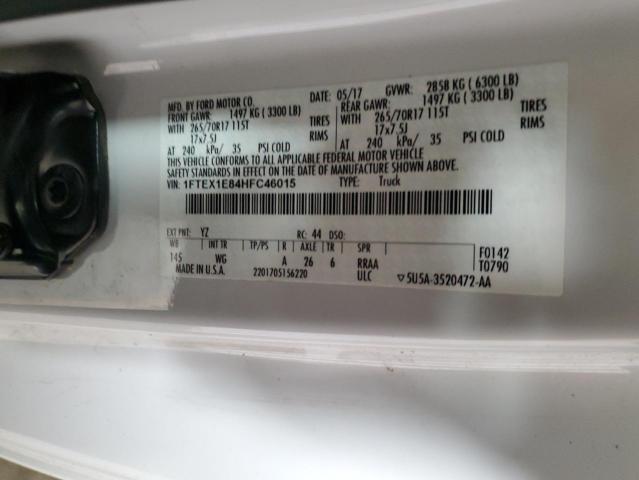 MFD. BY FORD MOTOR CO. DATE: 05/17 GVWR: 2858 KG ( 6300 LB)
FRONT GAWR: 1497 KG ( 3300 LB) REAR GAWR: 1497 KG ( 3300 LB)
WITH 265/70R17 115T TIRES WITH 265/70R17 115T TIRES
17x7.5J RIMS 17x7.5J RIMS
AT 240 kPa/ 35 PSI COLD AT 240 kPa/ 35 PSI COLD
THIS VEHICLE CONFORMS TO ALL APPLICABLE FEDERAL MOTOR VEHICLE
SAFETY STANDARDS IN EFFECT ON THE DATE OF MANUFACTURE SHOWN ABOVE.
VIN: 1FTEX1E84HFC46015 TYPE: Truck
EXT PNT: YZ RC: 44 DSO:
WB INT TR TP/PS R AXLE TR SPR F0142
145 WG A 26 6 RRAA T0790
MADE IN U.S.A. 2201705156220 ULC ▽5U5A-3520472-AA